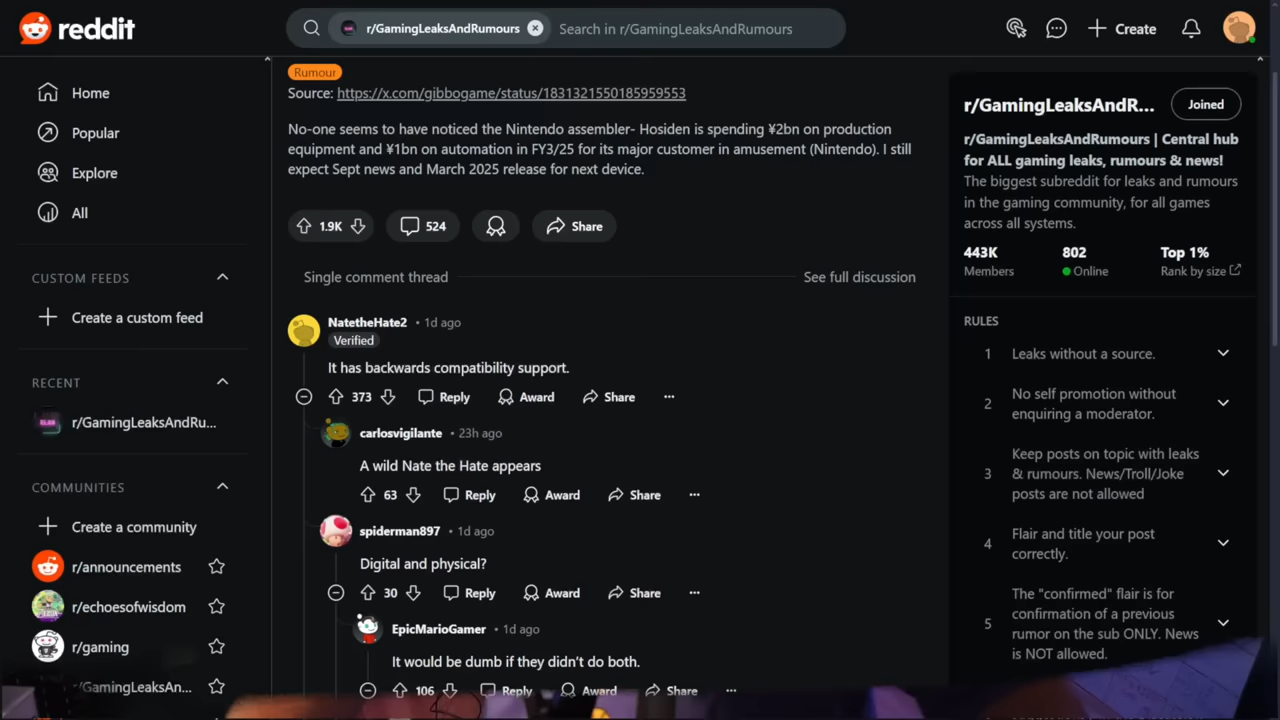 reddit
r/GamingLeaksAndRumours
Search in r/GamingLeaksAndRumours
Create
Home
Popular
Explore
All
CUSTOM FEEDS
Create a custom feed
RECENT
r/GamingLeaksAndRu...
COMMUNITIES
Create a community
r/announcements
r/echoesofwisdom
r/gaming
r/GamingLeaksAn...
Rumour
Source: https://x.com/gibbogame/status/1831321550185959553
No-one seems to have noticed the Nintendo assembler- Hosiden is spending ¥2bn on production
equipment and ¥1bn on automation in FY3/25 for its major customer in amusement (Nintendo). I still
expect Sept news and March 2025 release for next device.
1.9K
524
Share
Single comment thread
See full discussion
NatetheHate2 • 1d ago
Verified
It has backwards compatibility support.
373 Reply Award Share ...
carlosvigilante • 23h ago
A wild Nate the Hate appears
63 Reply Award Share ...
spiderman897 • 1d ago
Digital and physical?
30 Reply Award Share ...
EpicMarioGamer • 1d ago
It would be dumb if they didn't do both.
106 Reply Award Share ...
r/GamingLeaksAndR...
Joined
r/GamingLeaksAndRumours | Central hub
for ALL gaming leaks, rumours & news!
The biggest subreddit for leaks and rumours
in the gaming community, for all games
across all systems.
443K 802 Top 1%
Members Online Rank by size
RULES
1 Leaks without a source.
2 No self promotion without
enquiring a moderator.
3 Keep posts on topic with leaks
& rumours. News/Troll/Joke
posts are not allowed
4 Flair and title your post
correctly.
5 The "confirmed" flair is for
confirmation of a previous
rumor on the sub ONLY. News
is NOT allowed.